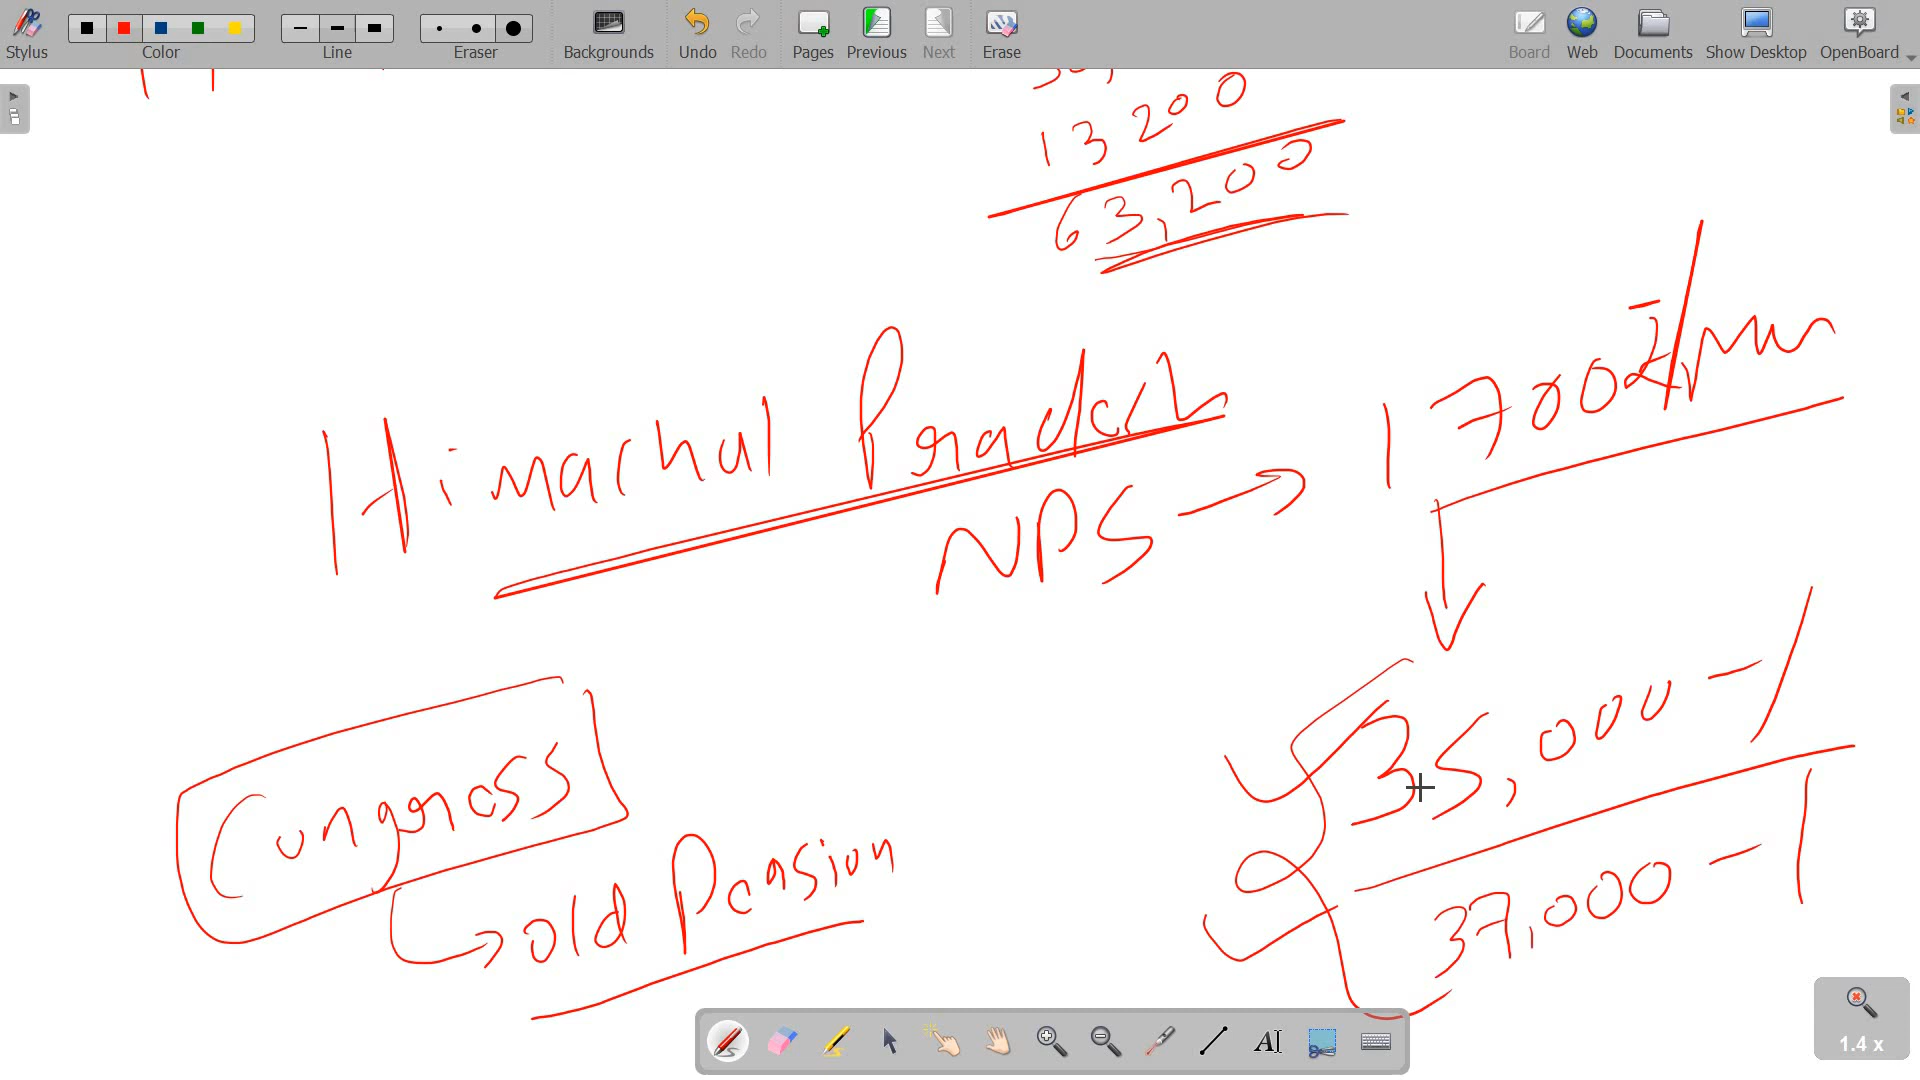 Stylus Color Line Eraser Backgrounds Undo Redo Pages Previous Next Erase Board Web Documents Show Desktop OpenBoard
13200
63,200
Himachal Pradesh
NPS → 1700
35,000-/
37,000-/
Congress
old Pension
1.4 x